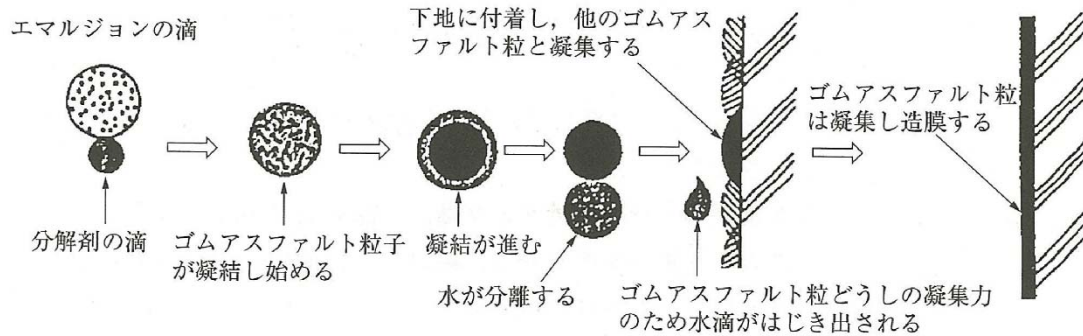 エマルジョンの滴
分解剤の滴
ゴムアスファルト粒子
が凝結し始める
凝結が進む
水が分離する
下地に付着し，他のゴムアス
ファルト粒と凝集する
ゴムアスファルト粒どうしの凝集力
のため水滴がはじき出される
ゴムアスファルト粒
は凝集し造膜する